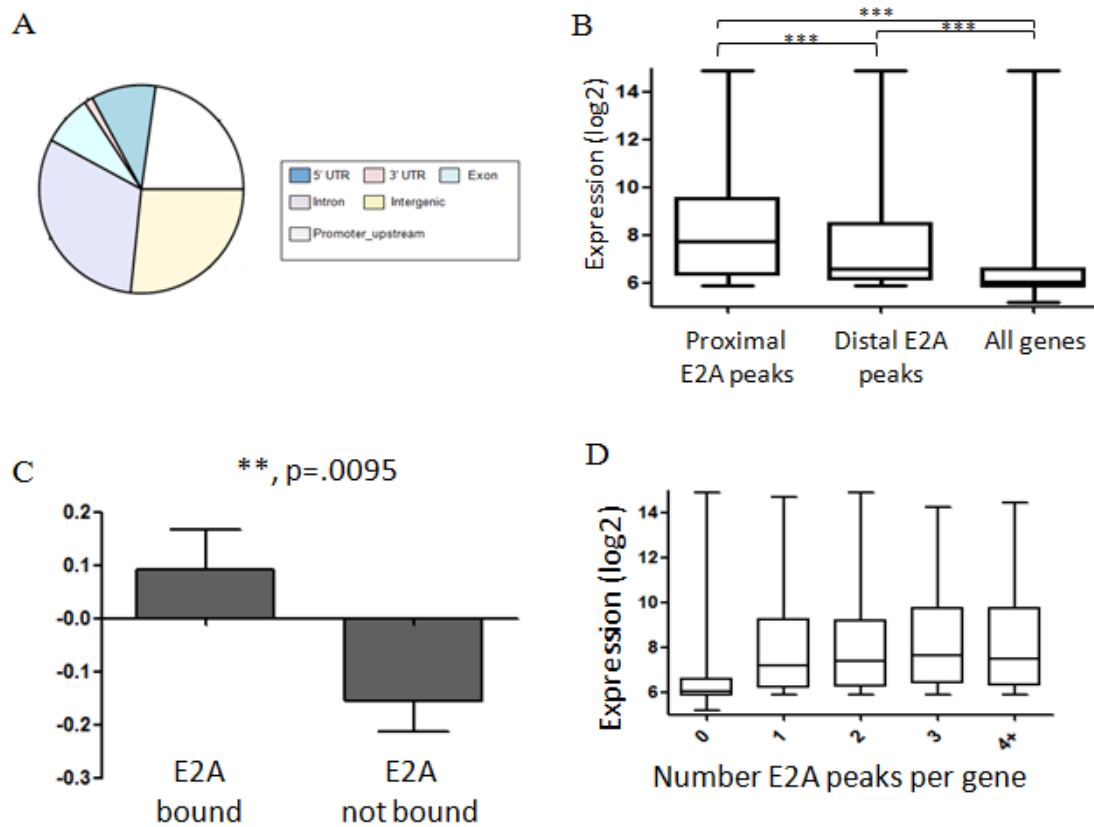 A
5' UTR 3' UTR Exon
Intron Intergenic
Promoter_upstream
B
***
*** ***
Expression (log2)
14
12
10
8
6
Proximal E2A peaks
Distal E2A peaks
All genes
C
**, p=.0095
0.2
0.1
-0.0
-0.1
-0.2
-0.3
E2A bound
E2A not bound
D
Expression (log2)
14
12
10
8
6
0 1 2 3 4+
Number E2A peaks per gene